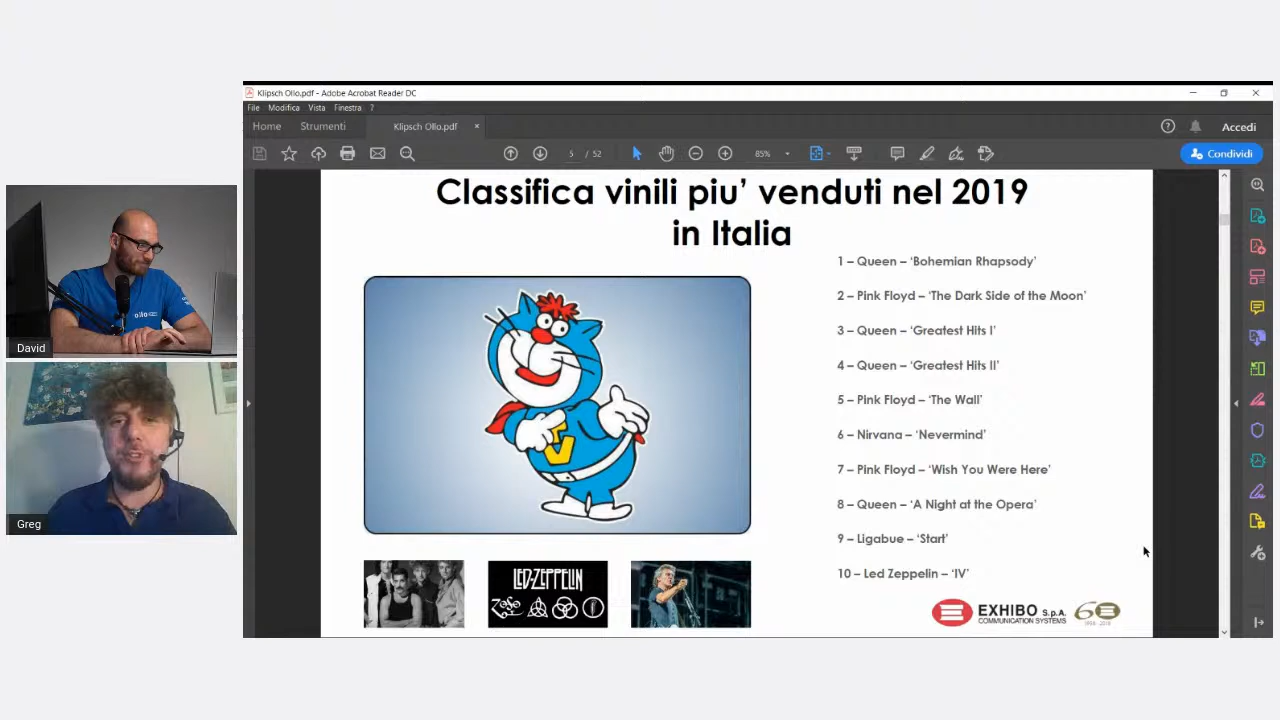 Klipsch Ollo.pdf - Adobe Acrobat Reader DC
File Modifica Vista Finestra ?
Home Strumenti Klipsch Ollo.pdf × Accedi
5 / 52 85% Condividi
Classifica vinili piu’ venduti nel 2019
in Italia
1 – Queen – ‘Bohemian Rhapsody’
2 – Pink Floyd – ‘The Dark Side of the Moon’
3 – Queen – ‘Greatest Hits I’
4 – Queen – ‘Greatest Hits II’
5 – Pink Floyd – ‘The Wall’
6 – Nirvana – ‘Nevermind’
7 – Pink Floyd – ‘Wish You Were Here’
8 – Queen – ‘A Night at the Opera’
9 – Ligabue – ‘Start’
10 – Led Zeppelin – ‘IV’
LED-ZEPPELIN
EXHIBO S.p.A.
COMMUNICATION SYSTEMS
60
ollo
David
Greg